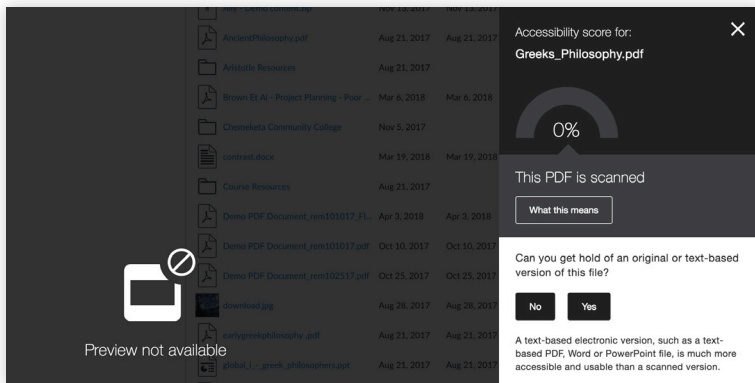 Nov 13, 2017 Nov 13, 2017
AncientPhilosophy.pdf Aug 21, 2017 Aug 21, 2017
Aristotle Resources Aug 21, 2017
Brown Et Al - Project Planning - Poor ... Mar 6, 2018 Mar 6, 2018
Chemeketa Community College Nov 5, 2017
contrast.docx Mar 19, 2018 Mar 19, 2018
Course Resources Aug 21, 2017
Demo PDF Document_rem101017_Fl... Apr 3, 2018 Apr 3, 2018
Demo PDF Document_rem101017.pdf Oct 10, 2017 Oct 10, 2017
Demo PDF Document_rem102517.pdf Oct 25, 2017 Oct 25, 2017
download.jpg Aug 28, 2017 Aug 28, 2017
earlygreekphilosophy .pdf Aug 21, 2017 Aug 21, 2017
global_i_-_greek_philosophers.ppt Aug 21, 2017 Aug 21, 2017
Preview not available
Accessibility score for:
Greeks_Philosophy.pdf
0%
This PDF is scanned
What this means
Can you get hold of an original or text-based
version of this file?
No Yes
A text-based electronic version, such as a text-
based PDF, Word or PowerPoint file, is much more
accessible and usable than a scanned version.